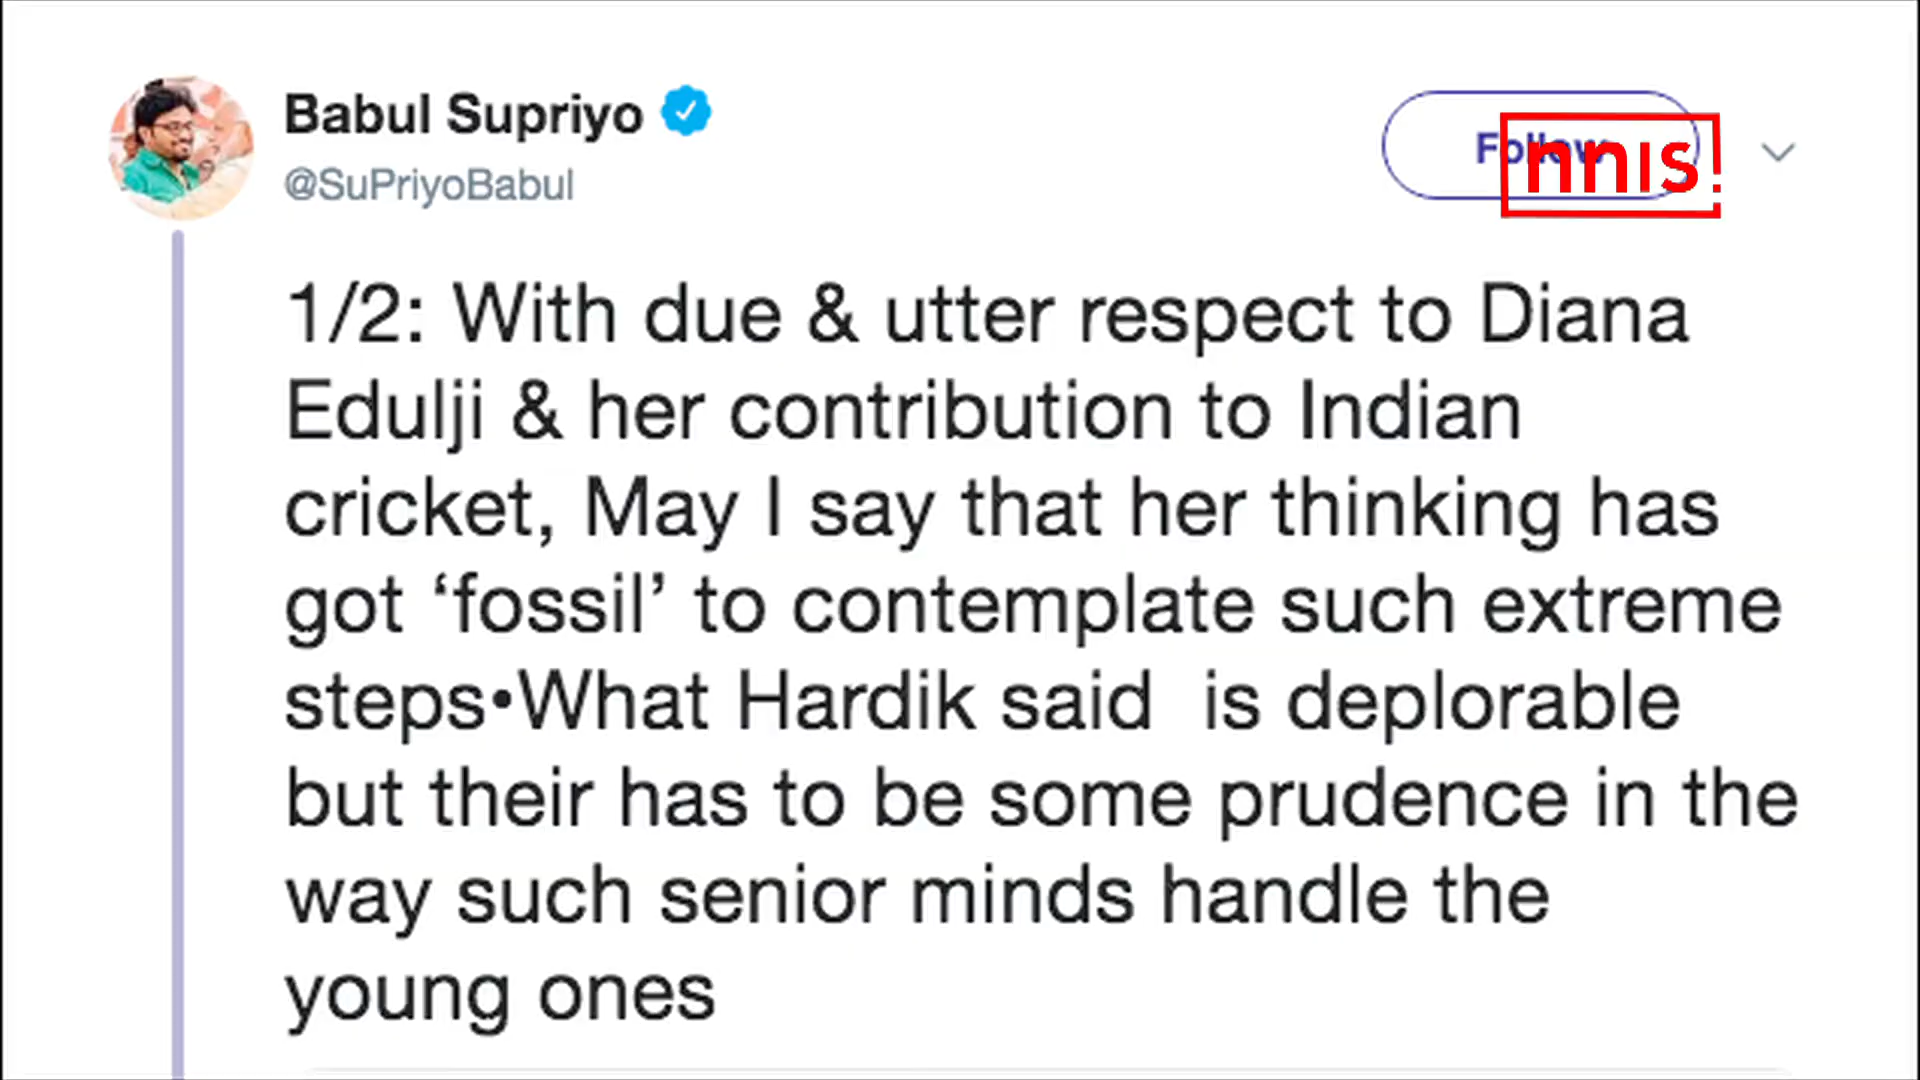 Babul Supriyo
@SuPriyoBabul
Follow
1/2: With due & utter respect to Diana
Edulji & her contribution to Indian
cricket, May I say that her thinking has
got ‘fossil’ to contemplate such extreme
steps•What Hardik said  is deplorable
but their has to be some prudence in the
way such senior minds handle the
young ones